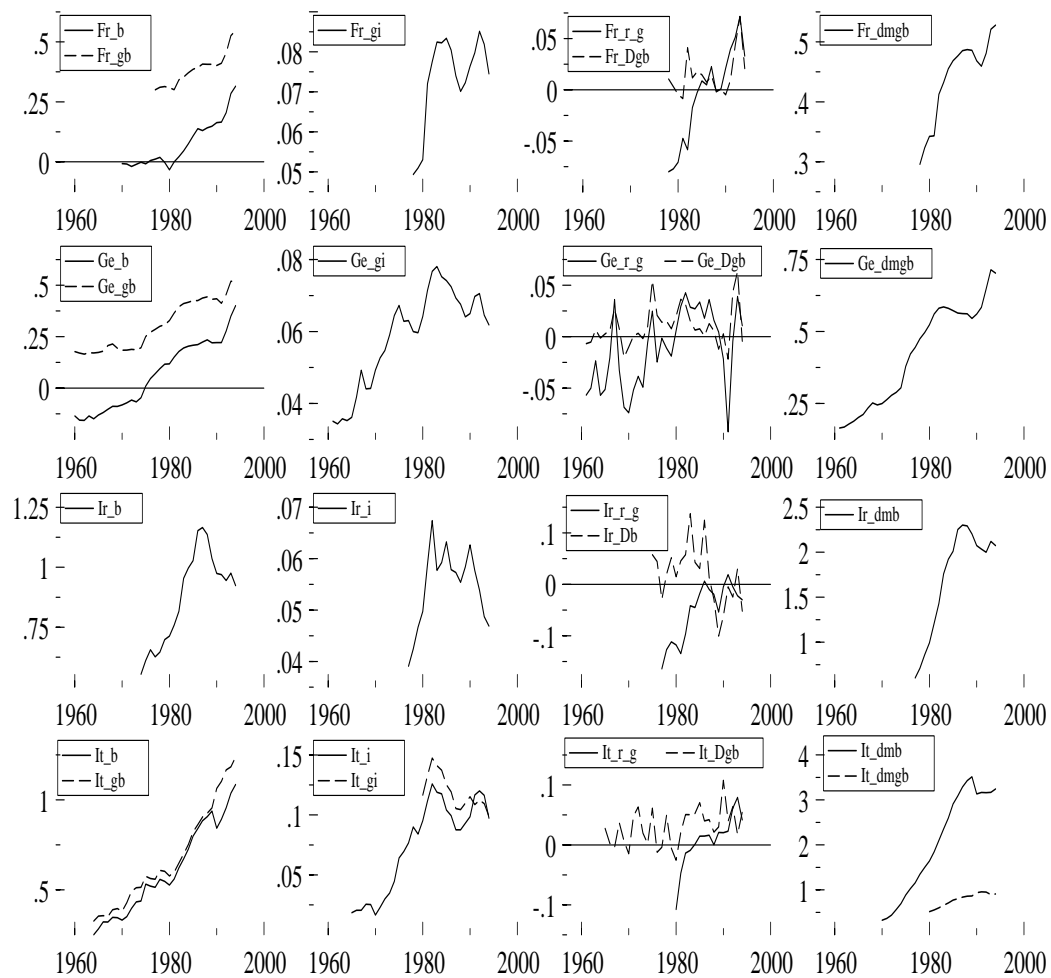 Fr_b
Fr_gb
.5
.25
0
1960 1980 2000
Fr_gi
.08
.07
.06
.05
1960 1980 2000
Fr_r_g
Fr_Dgb
.05
0
-.05
1960 1980 2000
Fr_dmgb
.5
.4
.3
1960 1980 2000
Ge_b
Ge_gb
.5
.25
0
1960 1980 2000
Ge_gi
.08
.06
.04
1960 1980 2000
Ge_r_g Ge_Dgb
.05
0
-.05
1960 1980 2000
Ge_dmgb
.75
.5
.25
1960 1980 2000
Ir_b
1.25
1
.75
1960 1980 2000
Ir_i
.07
.06
.05
.04
1960 1980 2000
Ir_r_g
Ir_Db
.1
0
-.1
1960 1980 2000
Ir_dmb
2.5
2
1.5
1
1960 1980 2000
It_b
It_gb
1
.5
1960 1980 2000
It_i
It_gi
.15
.1
.05
1960 1980 2000
It_r_g It_Dgb
.1
0
-.1
1960 1980 2000
It_dmb
It_dmgb
4
3
2
1
1960 1980 2000